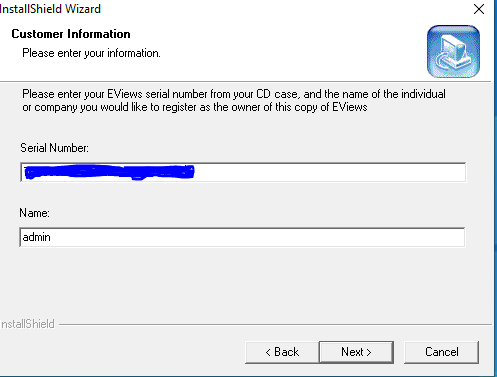 InstallShield Wizard
Customer Information
Please enter your information.
Please enter your EViews serial number from your CD case, and the name of the individual
or company you would like to register as the owner of this copy of EViews
Serial Number:
Name:
admin
nstallShield
< Back
Next >
Cancel